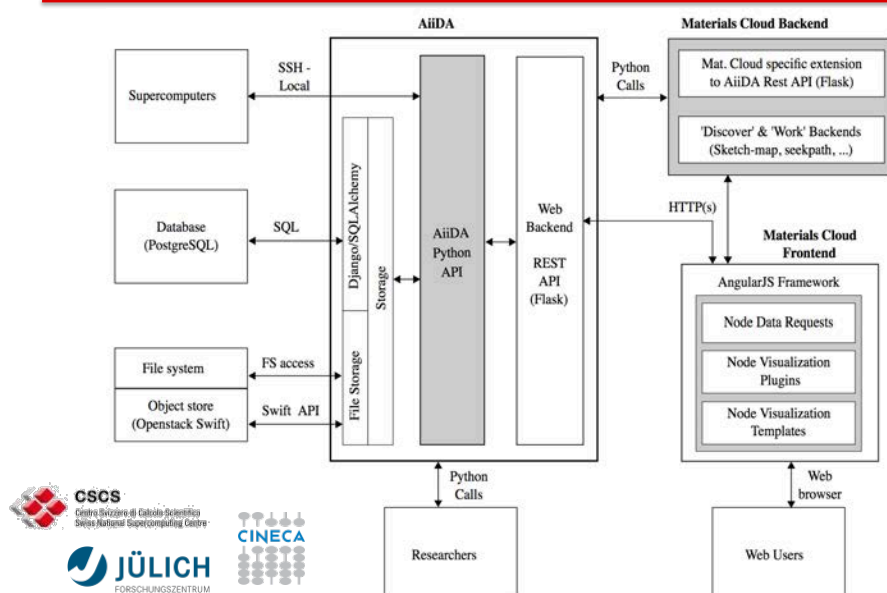 AiiDA
Materials Cloud Backend
Supercomputers
SSH -
Local
Python
Calls
Mat. Cloud specific extension
to AiiDA Rest API (Flask)
'Discover' & 'Work' Backends
(Sketch-map, seekpath, ...)
Database
(PostgreSQL)
SQL
Django/SQLAlchemy
Storage
AiiDA
Python
API
Web
Backend
REST
API
(Flask)
HTTP(s)
Materials Cloud
Frontend
AngularJS Framework
Node Data Requests
Node Visualization
Plugins
Node Visualization
Templates
File system
FS access
File Storage
Object store
(Openstack Swift)
Swift API
Python
Calls
Web
browser
Researchers
Web Users
CSCS
Centro Svizzero di Calcolo Scientifico
Swiss National Supercomputing Centre
CINECA
JÜLICH
FORSCHUNGSZENTRUM